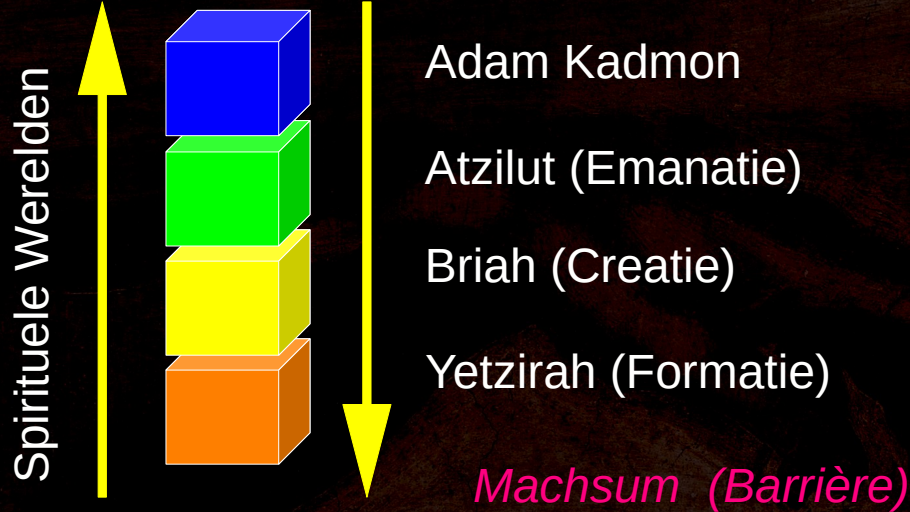 Spirituele Werelden
Adam Kadmon
Atzilut (Emanatie)
Briah (Creatie)
Yetzirah (Formatie)
Machsum (Barrière)